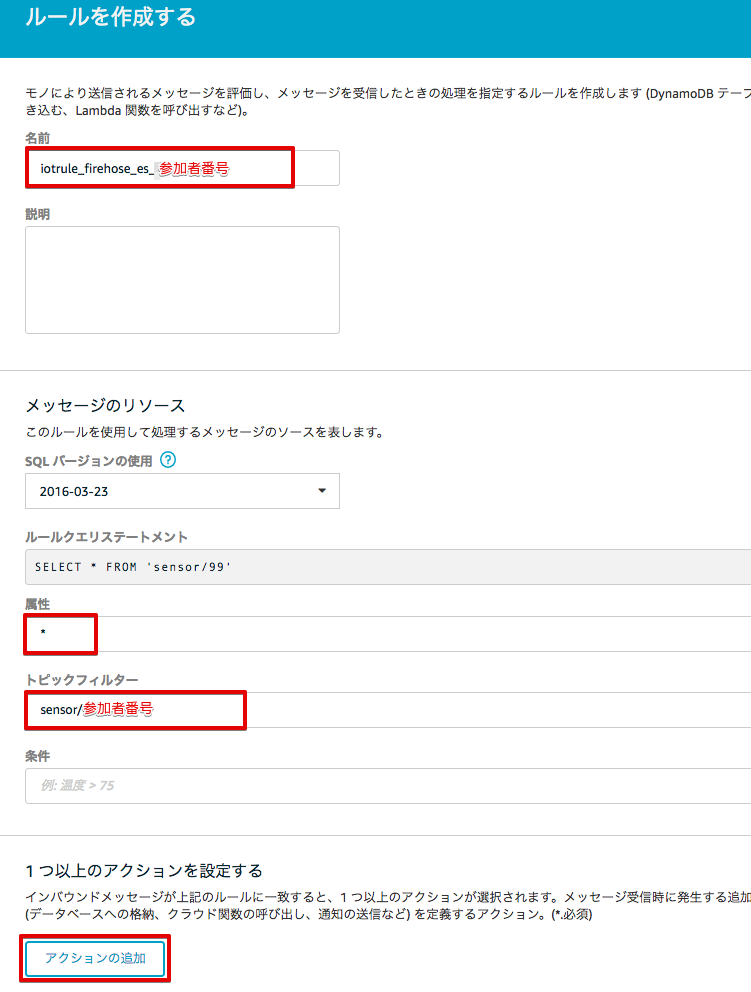 ルールを作成する
モノにより送信されるメッセージを評価し、メッセージを受信したときの処理を指定するルールを作成します (DynamoDB テーブ
き込む、Lambda 関数を呼び出すなど)。
名前
iotrule_firehose_es_参加者番号
説明
メッセージのリソース
このルールを使用して処理するメッセージのソースを表します。
SQL バージョンの使用 ?
2016-03-23
ルールクエリステートメント
SELECT * FROM 'sensor/99'
属性
*
トピックフィルター
sensor/参加者番号
条件
例: 温度 > 75
1 つ以上のアクションを設定する
インバウンドメッセージが上記のルールに一致すると、1 つ以上のアクションが選択されます。メッセージ受信時に発生する追加
(データベースへの格納、クラウド関数の呼び出し、通知の送信など) を定義するアクション。(*.必須)
アクションの追加